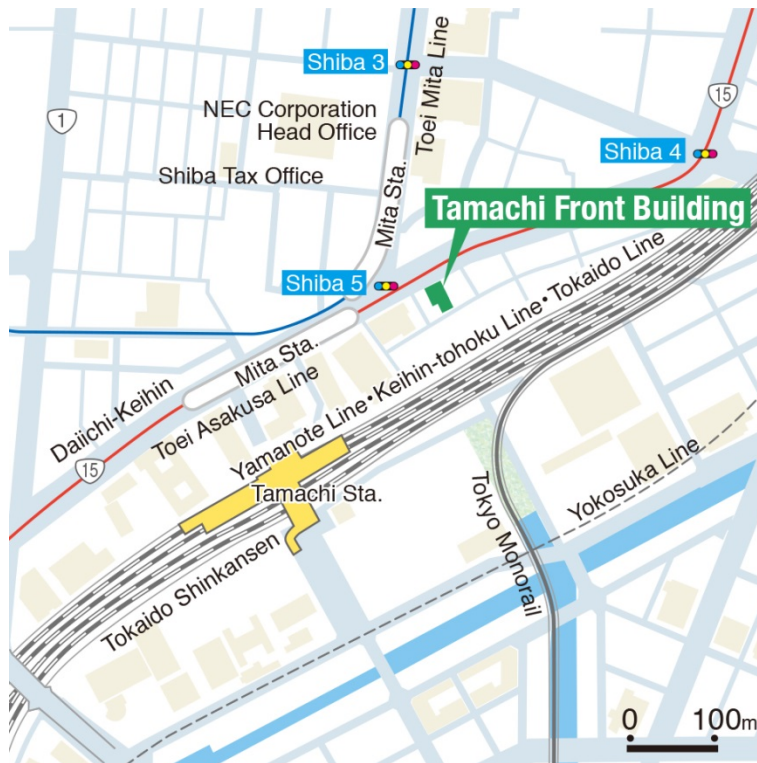 Shiba 3
Toei Mita Line
15
NEC Corporation
Head Office
1
Shiba 4
Shiba Tax Office
Mita Sta.
Tamachi Front Building
Shiba 5
Mita Sta.
Yamanote Line•Keihin-tohoku Line•Tokaido Line
Daiichi-Keihin
Toei Asakusa Line
15
Tamachi Sta.
Tokyo Monorail
Yokosuka Line
Tokaido Shinkansen
0 100m